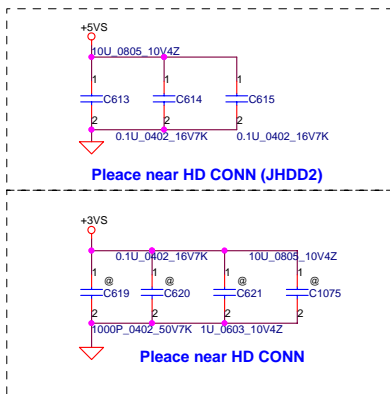 +5VS
10U_0805_10V4Z
1 1 1
C613 C614 C615
2 2 2
0.1U_0402_16V7K 0.1U_0402_16V7K
Pleace near HD CONN (JHDD2)
+3VS
0.1U_0402_16V7K 10U_0805_10V4Z
1 1 1 1
@ @ @ @
C619 C620 C621 C1075
2 2 2 2
1000P_0402_50V7K 1U_0603_10V4Z
Pleace near HD CONN